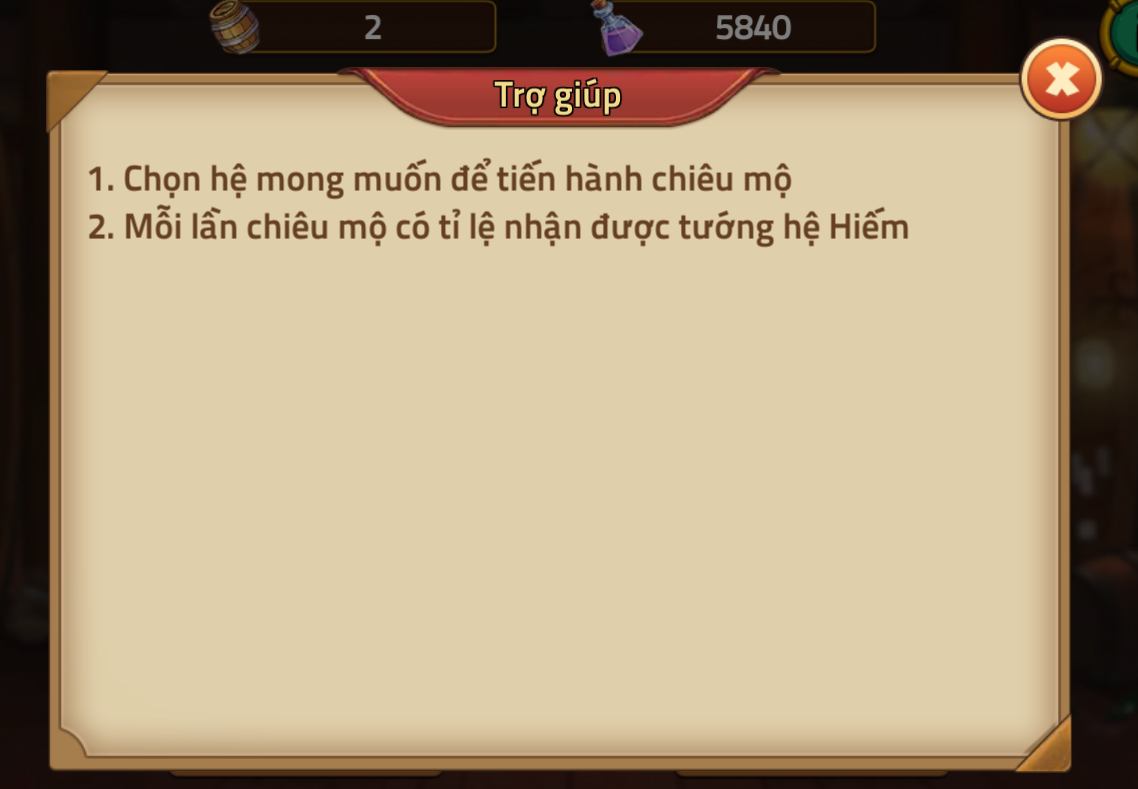 2
5840
Trợ giúp
1. Chọn hệ mong muốn để tiến hành chiêu mộ
2. Mỗi lần chiêu mộ có tỉ lệ nhận được tướng hệ Hiếm